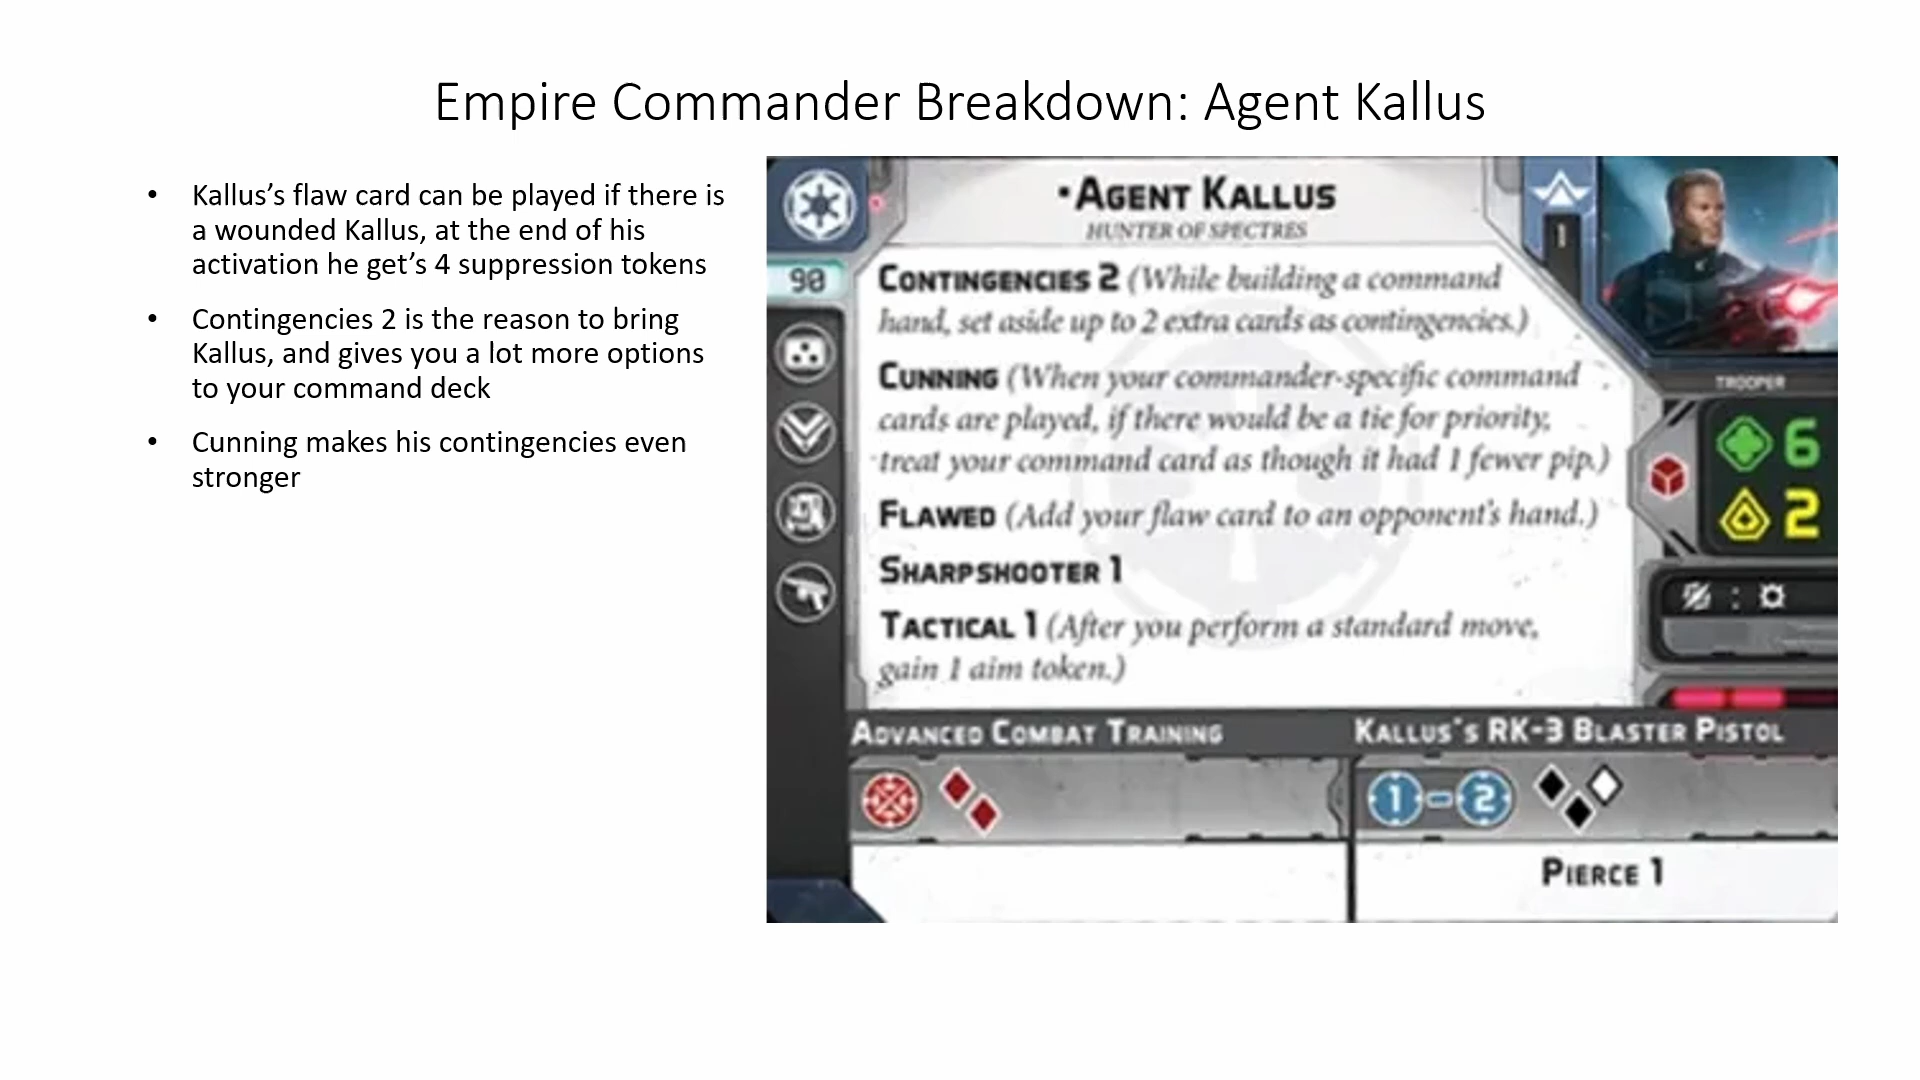 Empire Commander Breakdown: Agent Kallus
• Kallus’s flaw card can be played if there is
a wounded Kallus, at the end of his
activation he get’s 4 suppression tokens
• Contingencies 2 is the reason to bring
Kallus, and gives you a lot more options
to your command deck
• Cunning makes his contingencies even
stronger
•AGENT KALLUS
HUNTER OF SPECTRES
1
90
CONTINGENCIES 2 (While building a command
hand, set aside up to 2 extra cards as contingencies.)
CUNNING (When your commander-specific command
cards are played, if there would be a tie for priority,
treat your command card as though it had 1 fewer pip.)
FLAWED (Add your flaw card to an opponent's hand.)
SHARPSHOOTER 1
TACTICAL 1 (After you perform a standard move,
gain 1 aim token.)
TROOPER
6
2
:
ADVANCED COMBAT TRAINING
KALLUS'S RK-3 BLASTER PISTOL
1-2
PIERCE 1